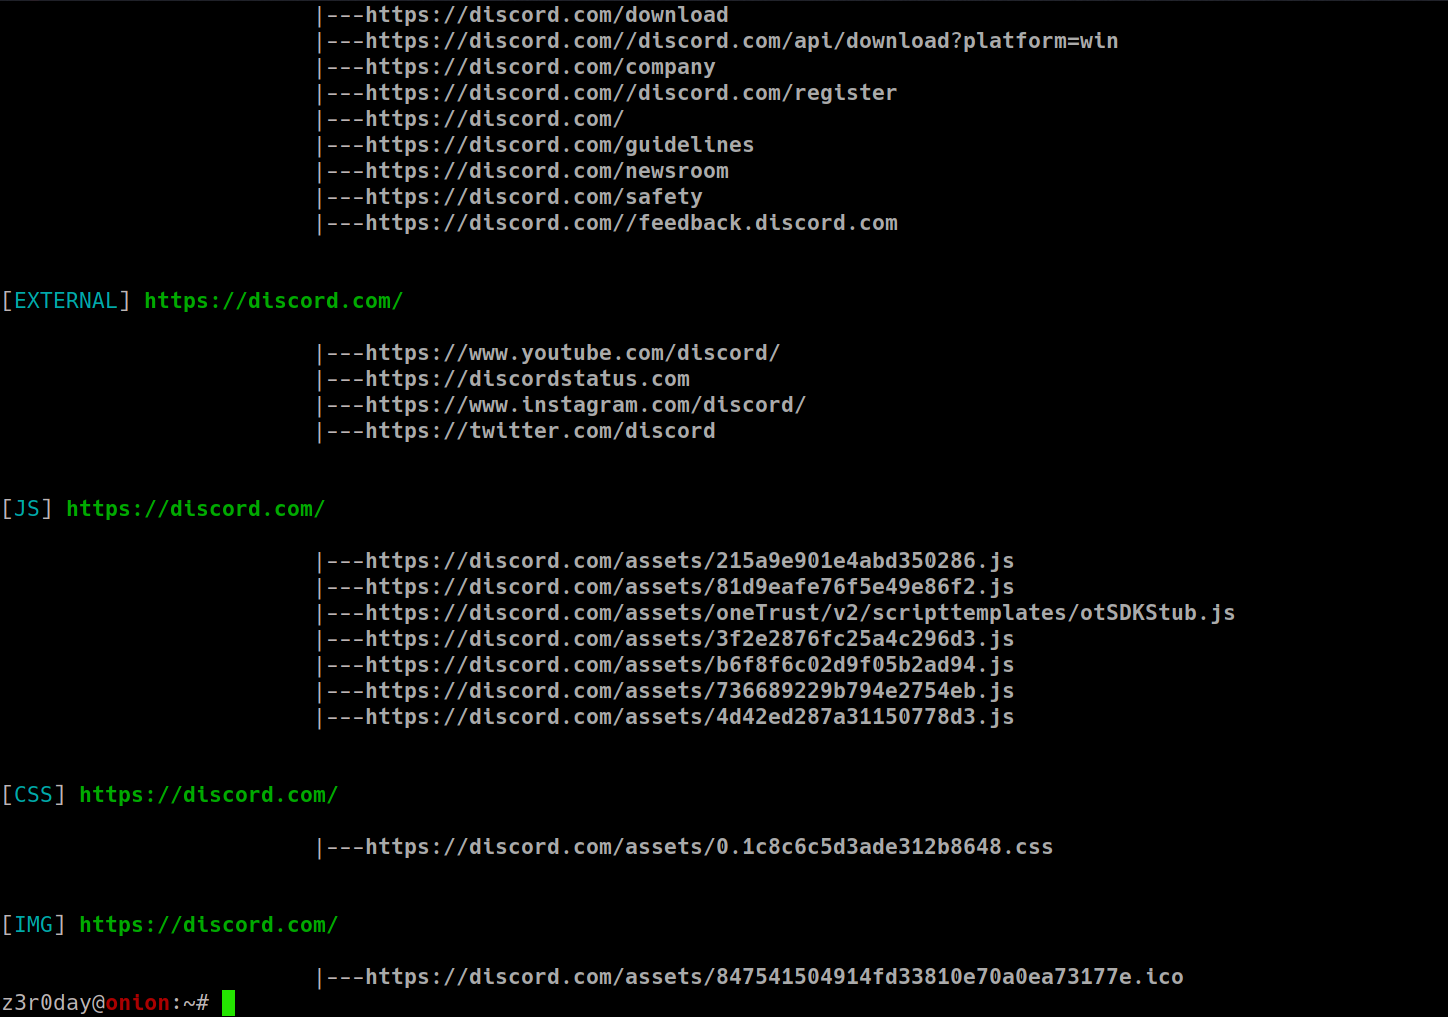 |---https://discord.com/download
|---https://discord.com//discord.com/api/download?platform=win
|---https://discord.com/company
|---https://discord.com//discord.com/register
|---https://discord.com/
|---https://discord.com/guidelines
|---https://discord.com/newsroom
|---https://discord.com/safety
|---https://discord.com//feedback.discord.com
[EXTERNAL] https://discord.com/
|---https://www.youtube.com/discord/
|---https://discordstatus.com
|---https://www.instagram.com/discord/
|---https://twitter.com/discord
[JS] https://discord.com/
|---https://discord.com/assets/215a9e901e4abd350286.js
|---https://discord.com/assets/81d9eafe76f5e49e86f2.js
|---https://discord.com/assets/oneTrust/v2/scripttemplates/otSDKStub.js
|---https://discord.com/assets/3f2e2876fc25a4c296d3.js
|---https://discord.com/assets/b6f8f6c02d9f05b2ad94.js
|---https://discord.com/assets/736689229b794e2754eb.js
|---https://discord.com/assets/4d42ed287a31150778d3.js
[CSS] https://discord.com/
|---https://discord.com/assets/0.1c8c6c5d3ade312b8648.css
[IMG] https://discord.com/
|---https://discord.com/assets/847541504914fd33810e70a0ea73177e.ico
z3r0day@onion:~#